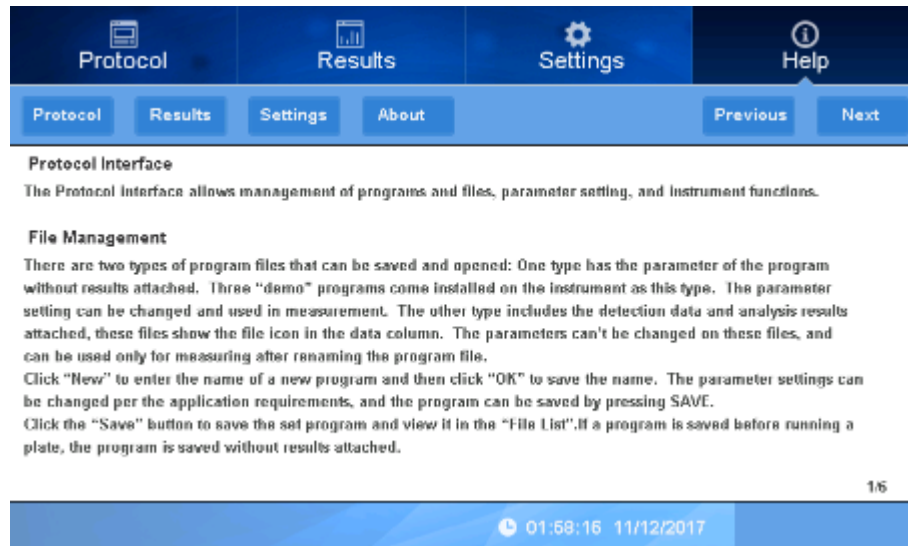 Protocol Results Settings Help
Protocol Results Settings About Previous Next
Protocol Interface
The Protocol interface allows management of programs and files, parameter setting, and instrument functions.
File Management
There are two types of program files that can be saved and opened: One type has the parameter of the program
without results attached. Three “demo” programs come installed on the instrument as this type. The parameter
setting can be changed and used in measurement. The other type includes the detection data and analysis results
attached, these files show the file icon in the data column. The parameters can't be changed on these files, and
can be used only for measuring after renaming the program file.
Click “New” to enter the name of a new program and then click “OK” to save the name. The parameter settings can
be changed per the application requirements, and the program can be saved by pressing SAVE.
Click the “Save” button to save the set program and view it in the “File List”.If a program is saved before running a
plate, the program is saved without results attached.
1/6
01:58:16 11/12/2017